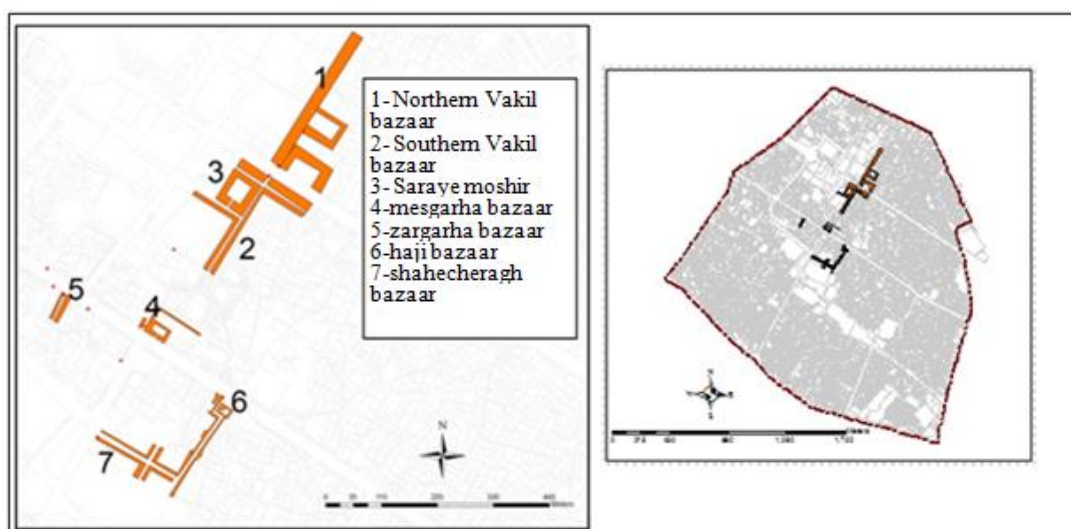 1
3
2
5
4
6
7
1-Northern Vakil
bazaar
2-Southern Vakil
bazaar
3-Saraye moshir
4-mesgarha bazaar
5-zargarha bazaar
6-haji bazaar
7-shahecheragh
bazaar
N
N
S